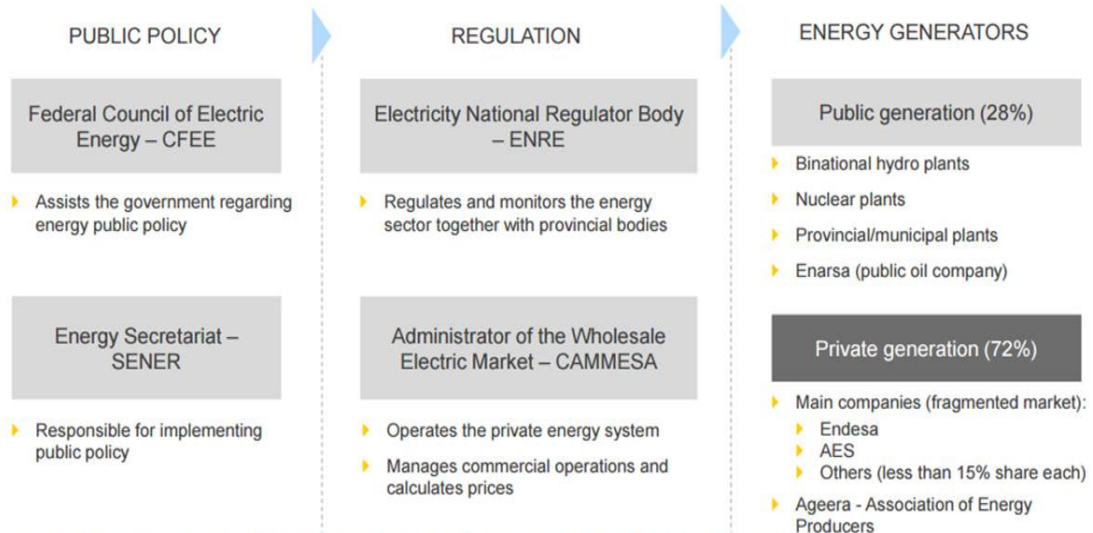 PUBLIC POLICY
Federal Council of Electric
Energy – CFEE
Assists the government regarding
energy public policy
Energy Secretariat –
SENER
Responsible for implementing
public policy
REGULATION
Electricity National Regulator Body
– ENRE
Regulates and monitors the energy
sector together with provincial bodies
Administrator of the Wholesale
Electric Market – CAMMESA
Operates the private energy system
Manages commercial operations and
calculates prices
ENERGY GENERATORS
Public generation (28%)
Binational hydro plants
Nuclear plants
Provincial/municipal plants
Enarsa (public oil company)
Private generation (72%)
Main companies (fragmented market):
Endesa
AES
Others (less than 15% share each)
Ageera - Association of Energy
Producers